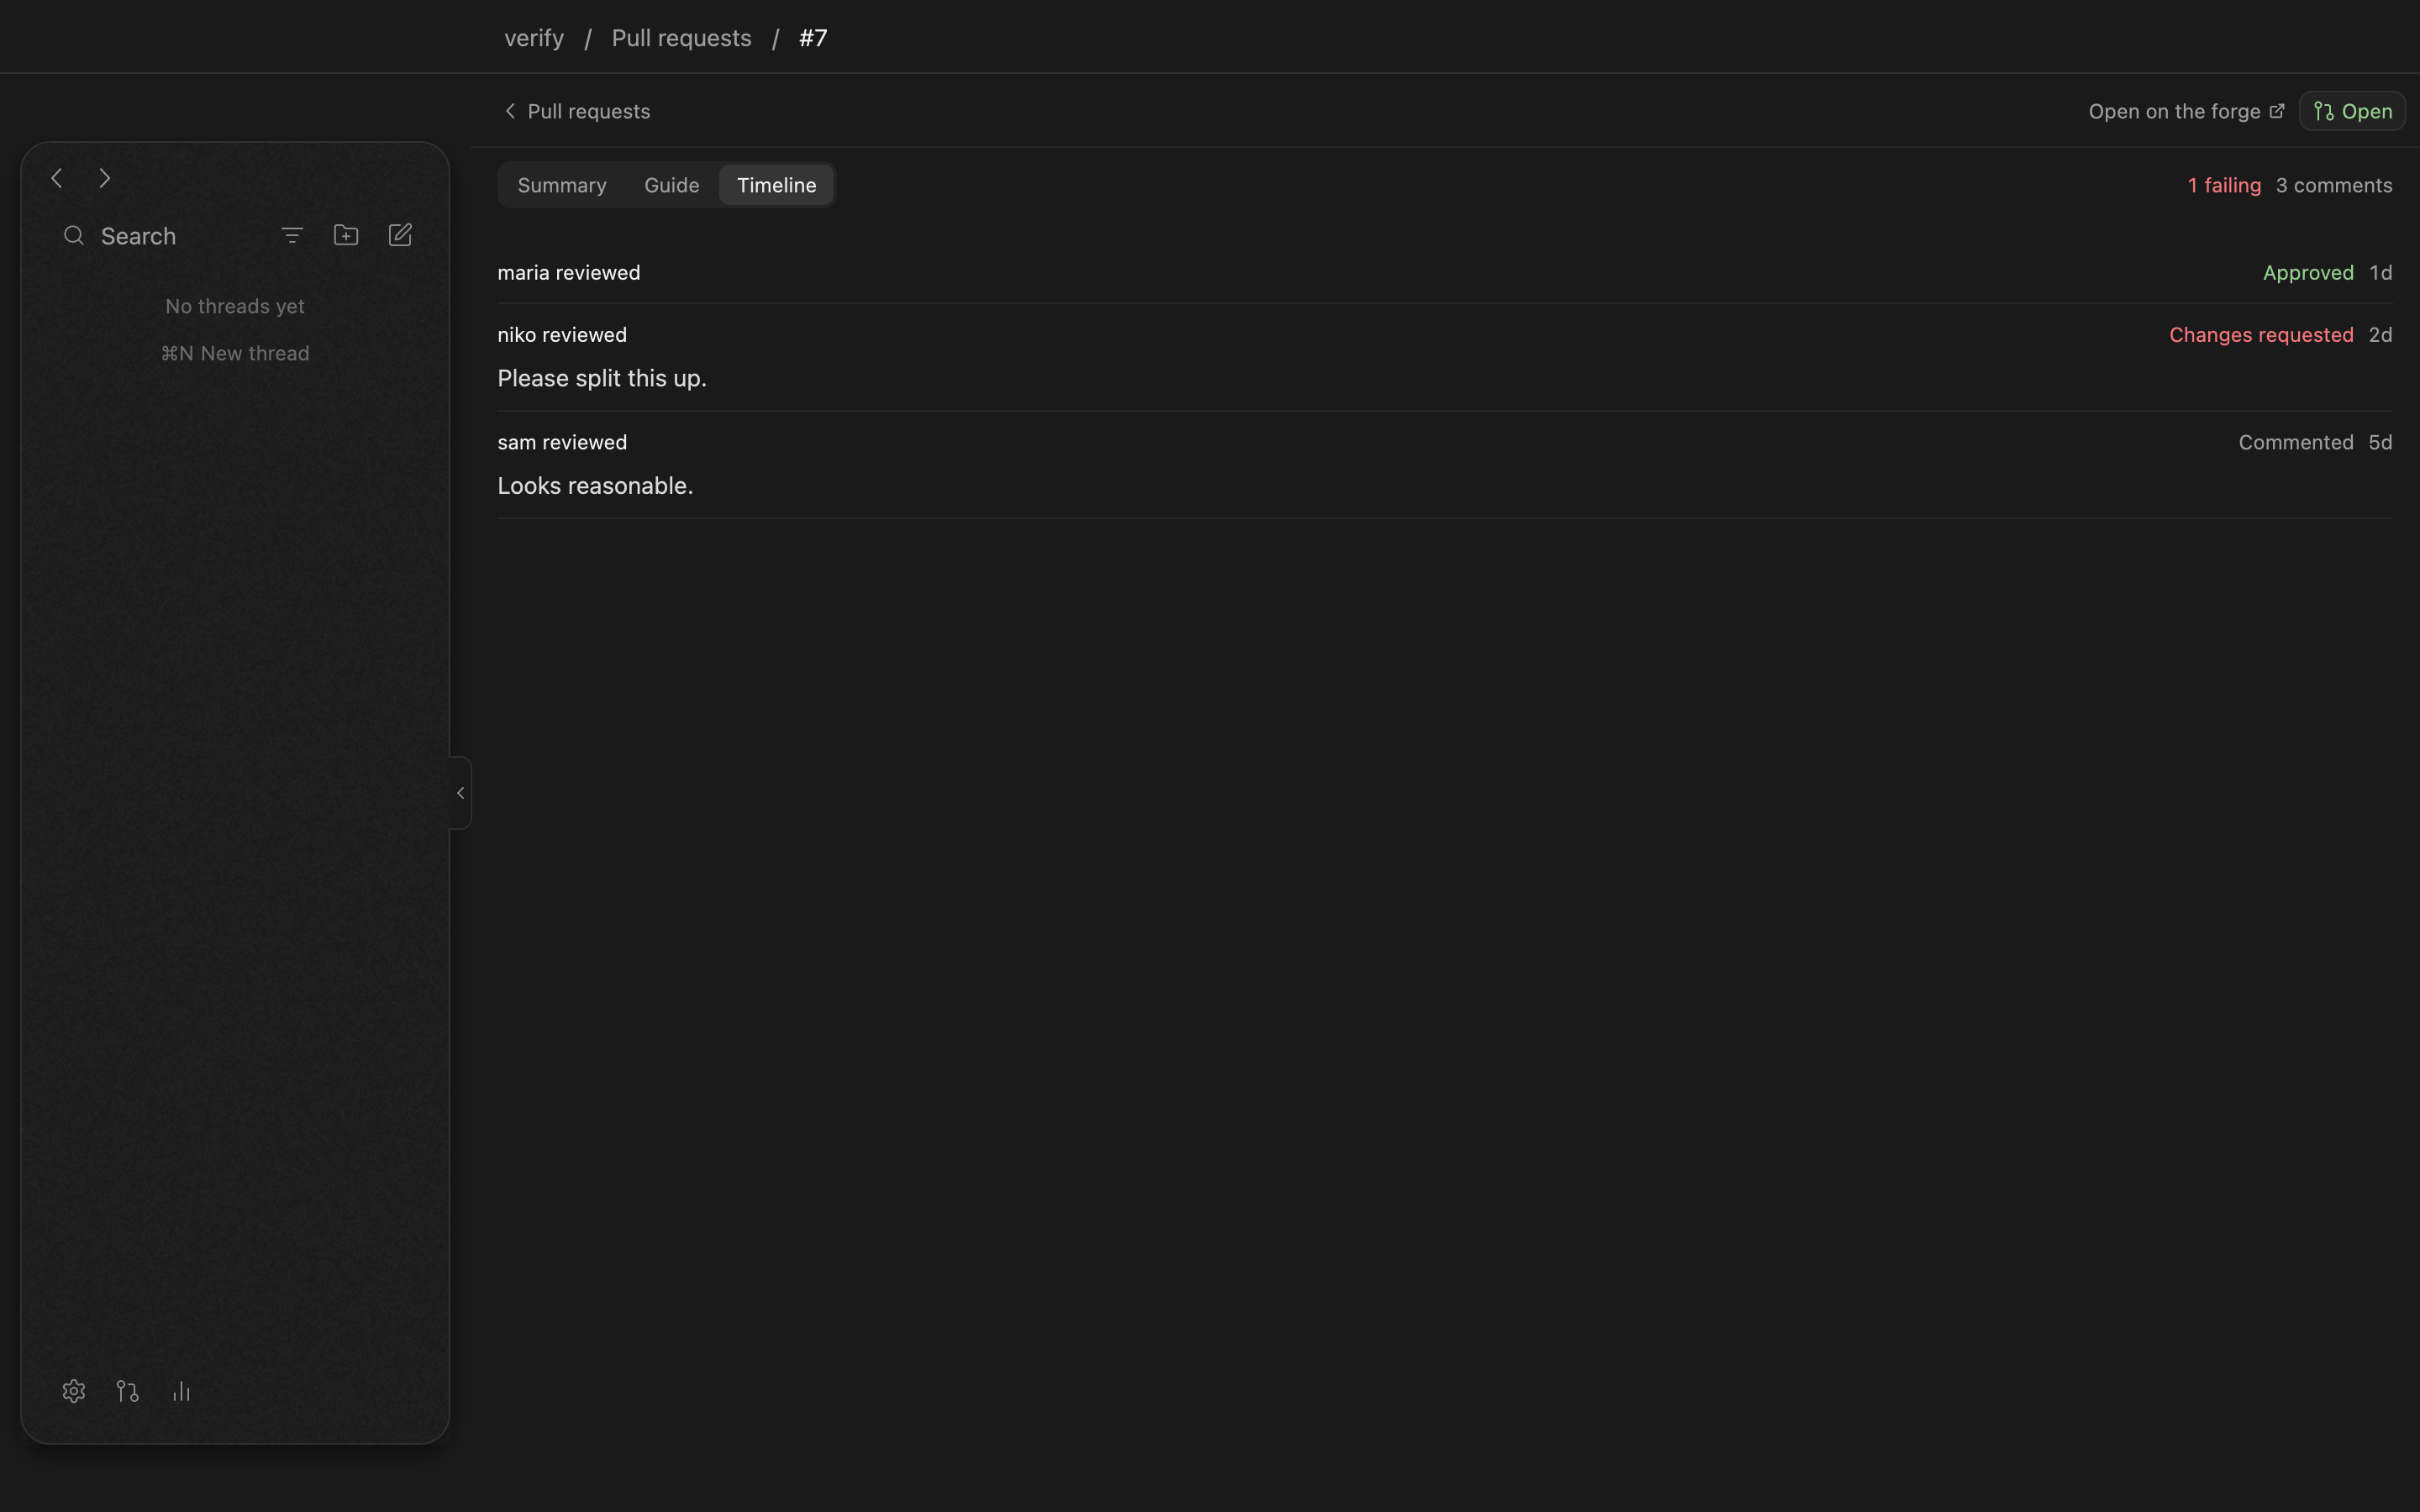 verify / Pull requests / #7
Pull requests
Open on the forge
Open
Summary
Guide
Timeline
1 failing
3 comments
Search
No threads yet
⌘N New thread
maria reviewed
Approved 1d
niko reviewed
Changes requested 2d
Please split this up.
sam reviewed
Commented 5d
Looks reasonable.